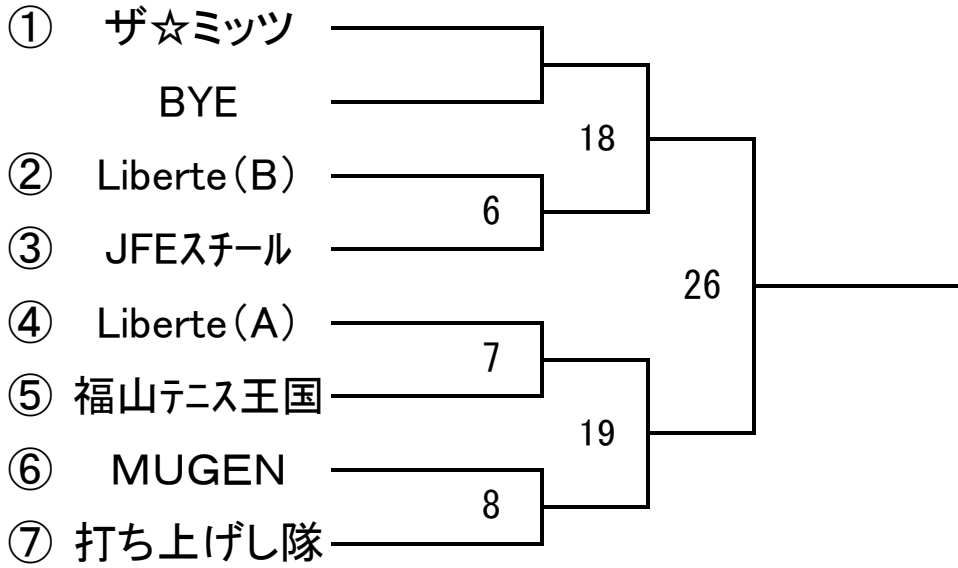 ① ザ☆ミッツ
BYE
18
② Liberte（B）
6
③ JFEスチール
26
④ Liberte（A）
7
⑤ 福山テニス王国
19
⑥ MUGEN
8
⑦ 打ち上げし隊